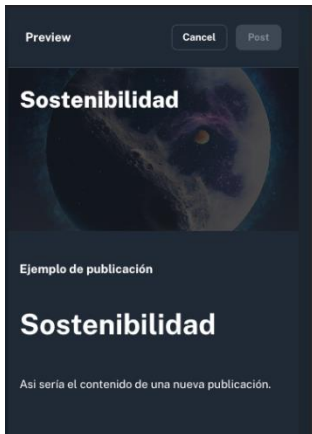 Preview
Cancel
Post
Sostenibilidad
Ejemplo de publicación
Sostenibilidad
Asi sería el contenido de una nueva publicación.